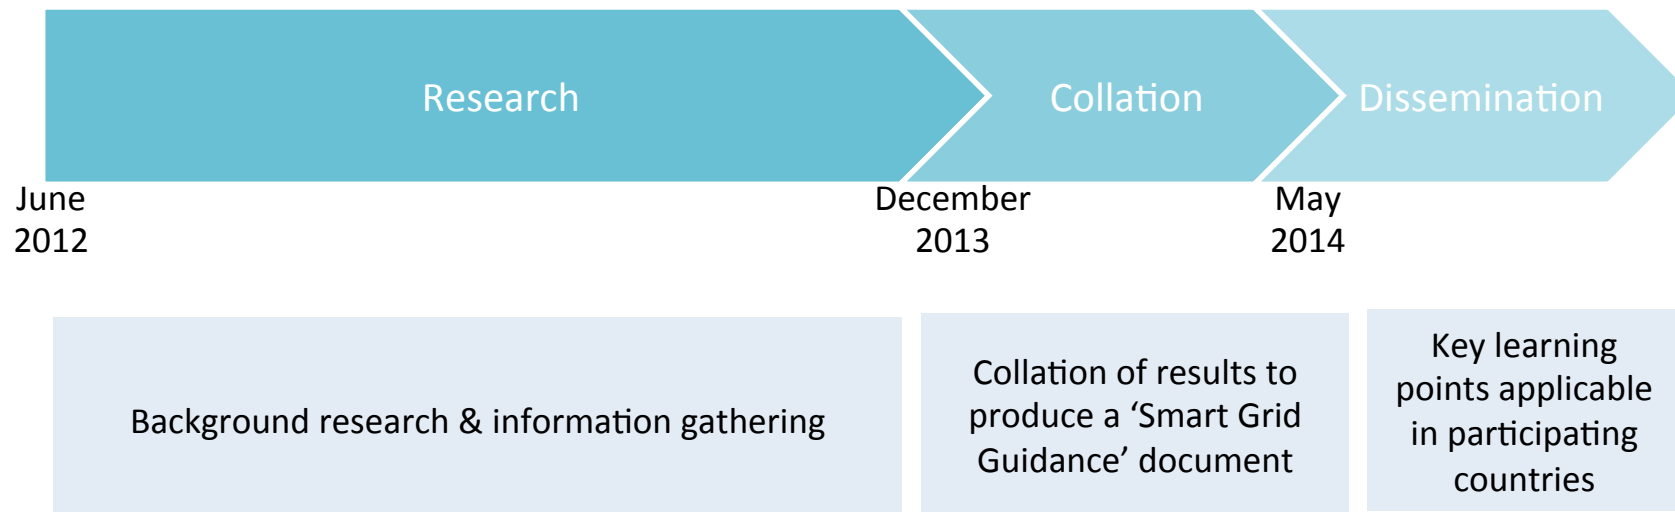 Research
Collation
Dissemination
June
2012
December
2013
May
2014
Background research & information gathering
Collation of results to
produce a ‘Smart Grid
Guidance’ document
Key learning
points applicable
in participating
countries